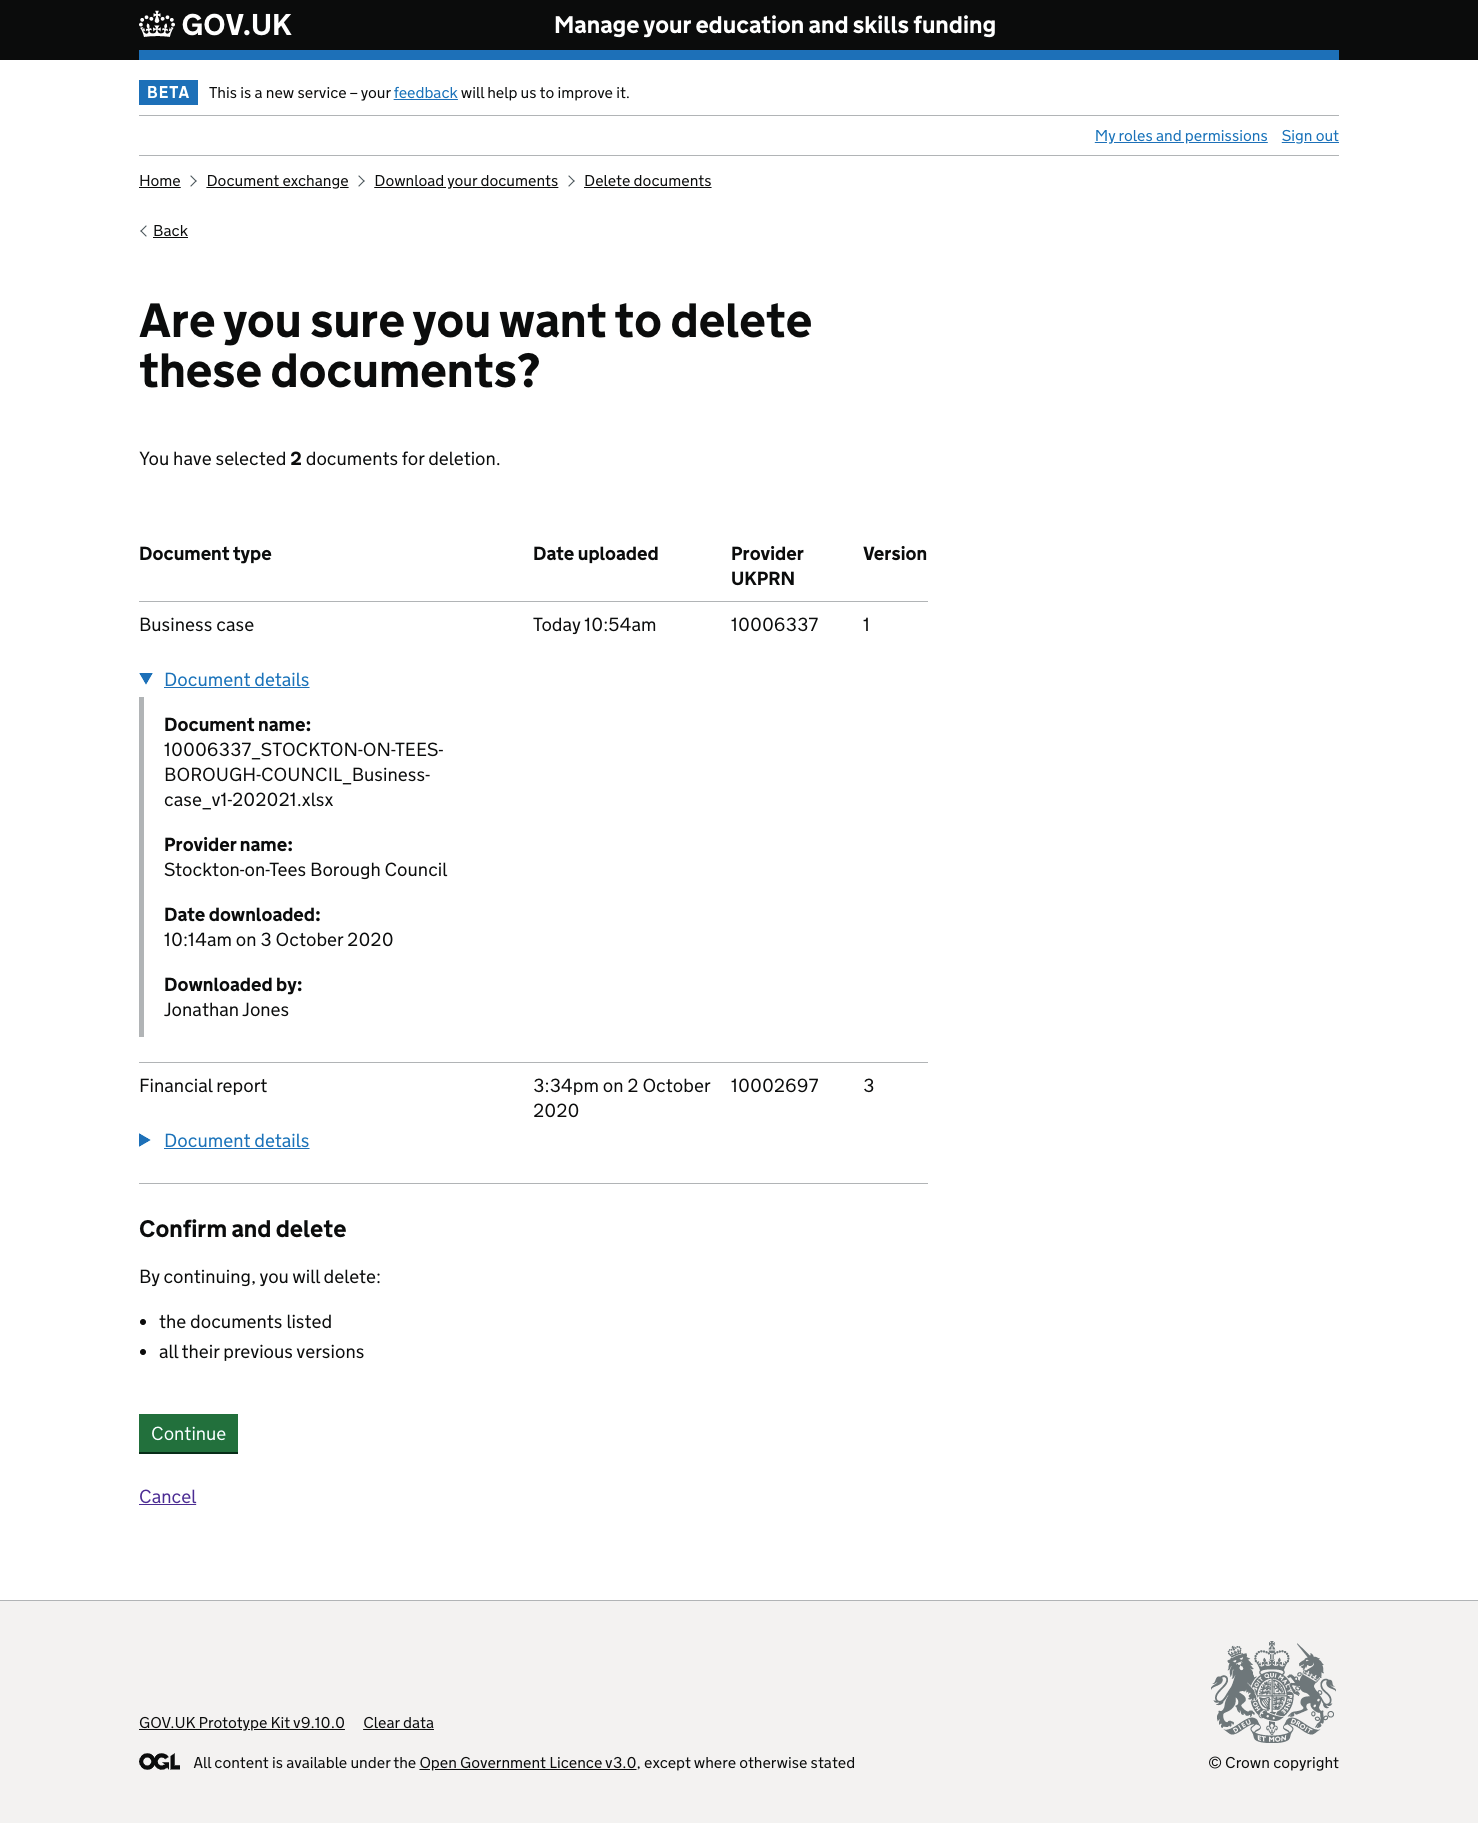 GOV.UK
Manage your education and skills funding
BETA This is a new service – your feedback will help us to improve it.
My roles and permissions Sign out
Home Document exchange Download your documents Delete documents
Back
Are you sure you want to delete
these documents?
You have selected 2 documents for deletion.
Document type Date uploaded Provider UKPRN Version
Business case Today 10:54am 10006337 1
Document details
Document name:
10006337_STOCKTON-ON-TEES-
BOROUGH-COUNCIL_Business-
case_v1-202021.xlsx
Provider name:
Stockton-on-Tees Borough Council
Date downloaded:
10:14am on 3 October 2020
Downloaded by:
Jonathan Jones
Financial report 3:34pm on 2 October 2020 10002697 3
Document details
Confirm and delete
By continuing, you will delete:
• the documents listed
• all their previous versions
Continue
Cancel
GOV.UK Prototype Kit v9.10.0 Clear data
OGL All content is available under the Open Government Licence v3.0, except where otherwise stated
DIEU ET MON DROIT
© Crown copyright